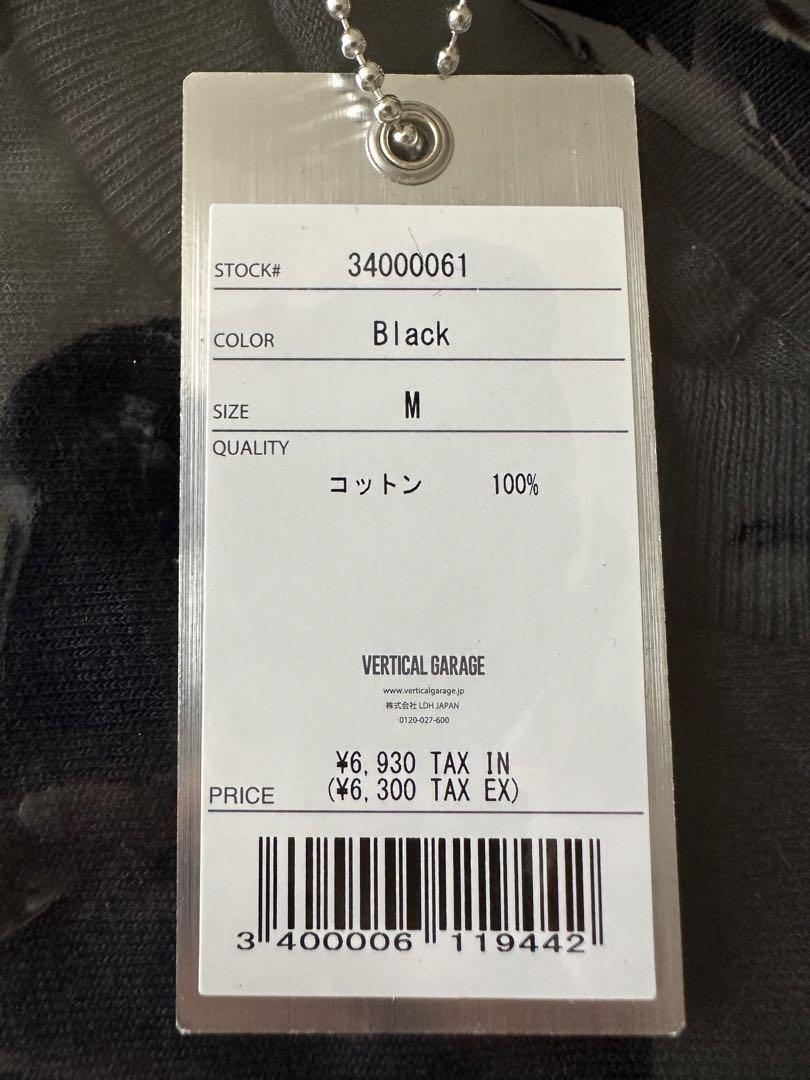 STOCK# 34000061
COLOR Black
SIZE M
QUALITY
コットン 100%
VERTICAL GARAGE
www.verticalgarage.jp
株式会社 LDH JAPAN
0120-027-600
¥6,930 TAX IN
PRICE (¥6,300 TAX EX)
3 400006 119442